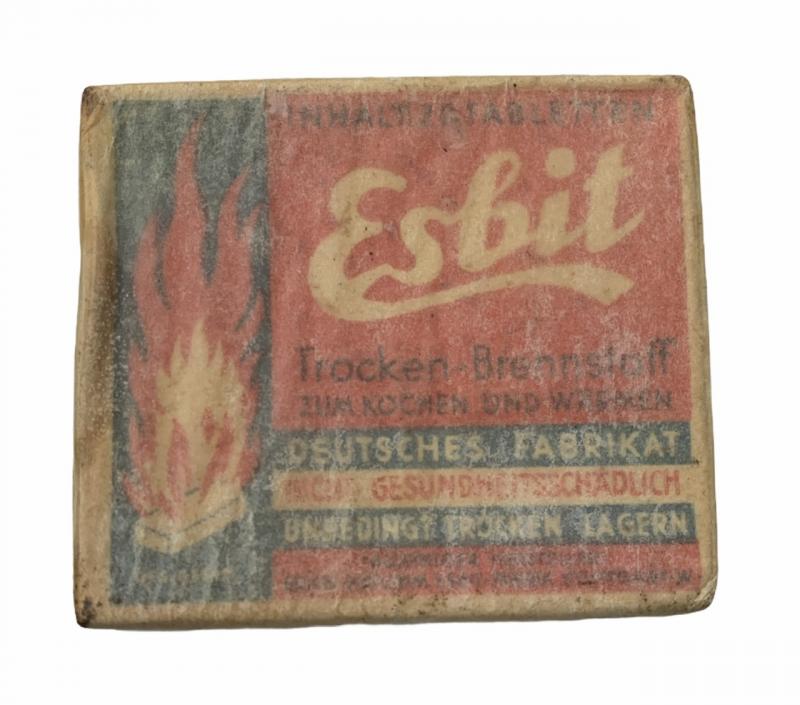 INHALT: 20 TABLETTEN
Esbit
Trocken-Brennstoff
ZUM KOCHEN UND WÄRMEN
DEUTSCHES FABRIKAT
NICHT GESUNDHEITSSCHÄDLICH
UNBEDINGT TROCKEN LAGERN